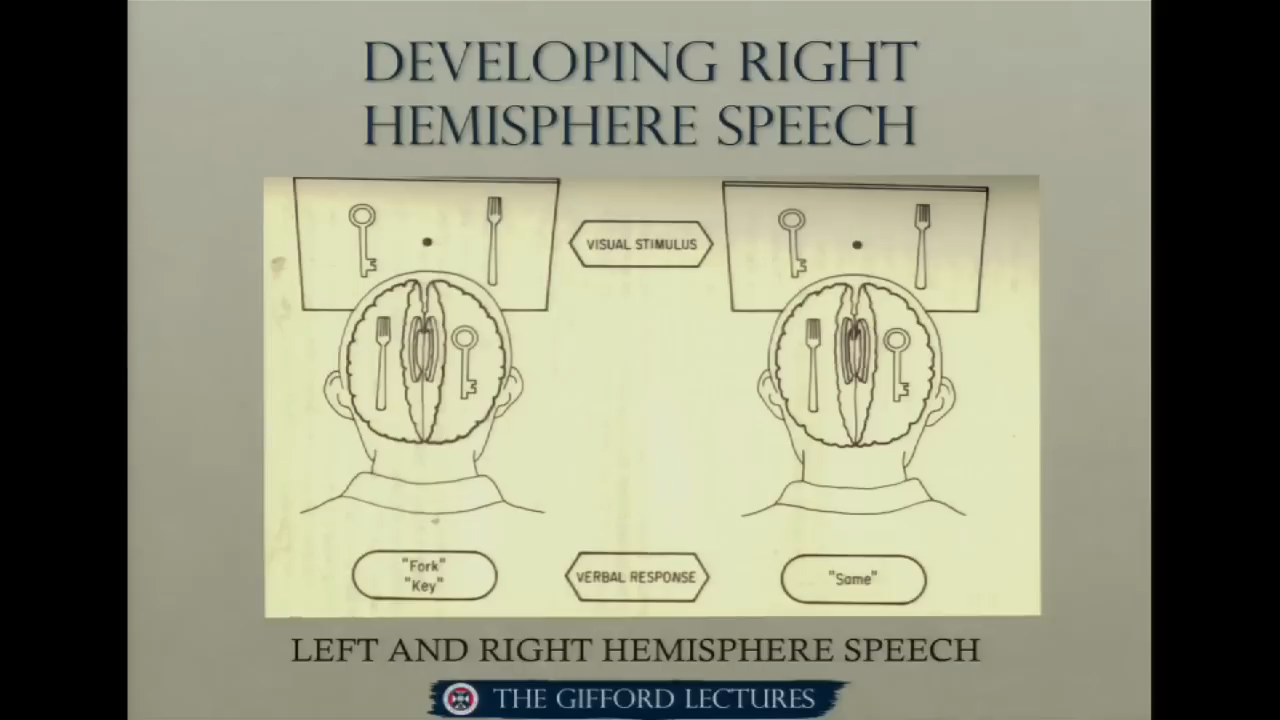 DEVELOPING RIGHT
HEMISPHERE SPEECH
VISUAL STIMULUS
"Fork"
"Key"
VERBAL RESPONSE
"Same"
LEFT AND RIGHT HEMISPHERE SPEECH
THE GIFFORD LECTURES